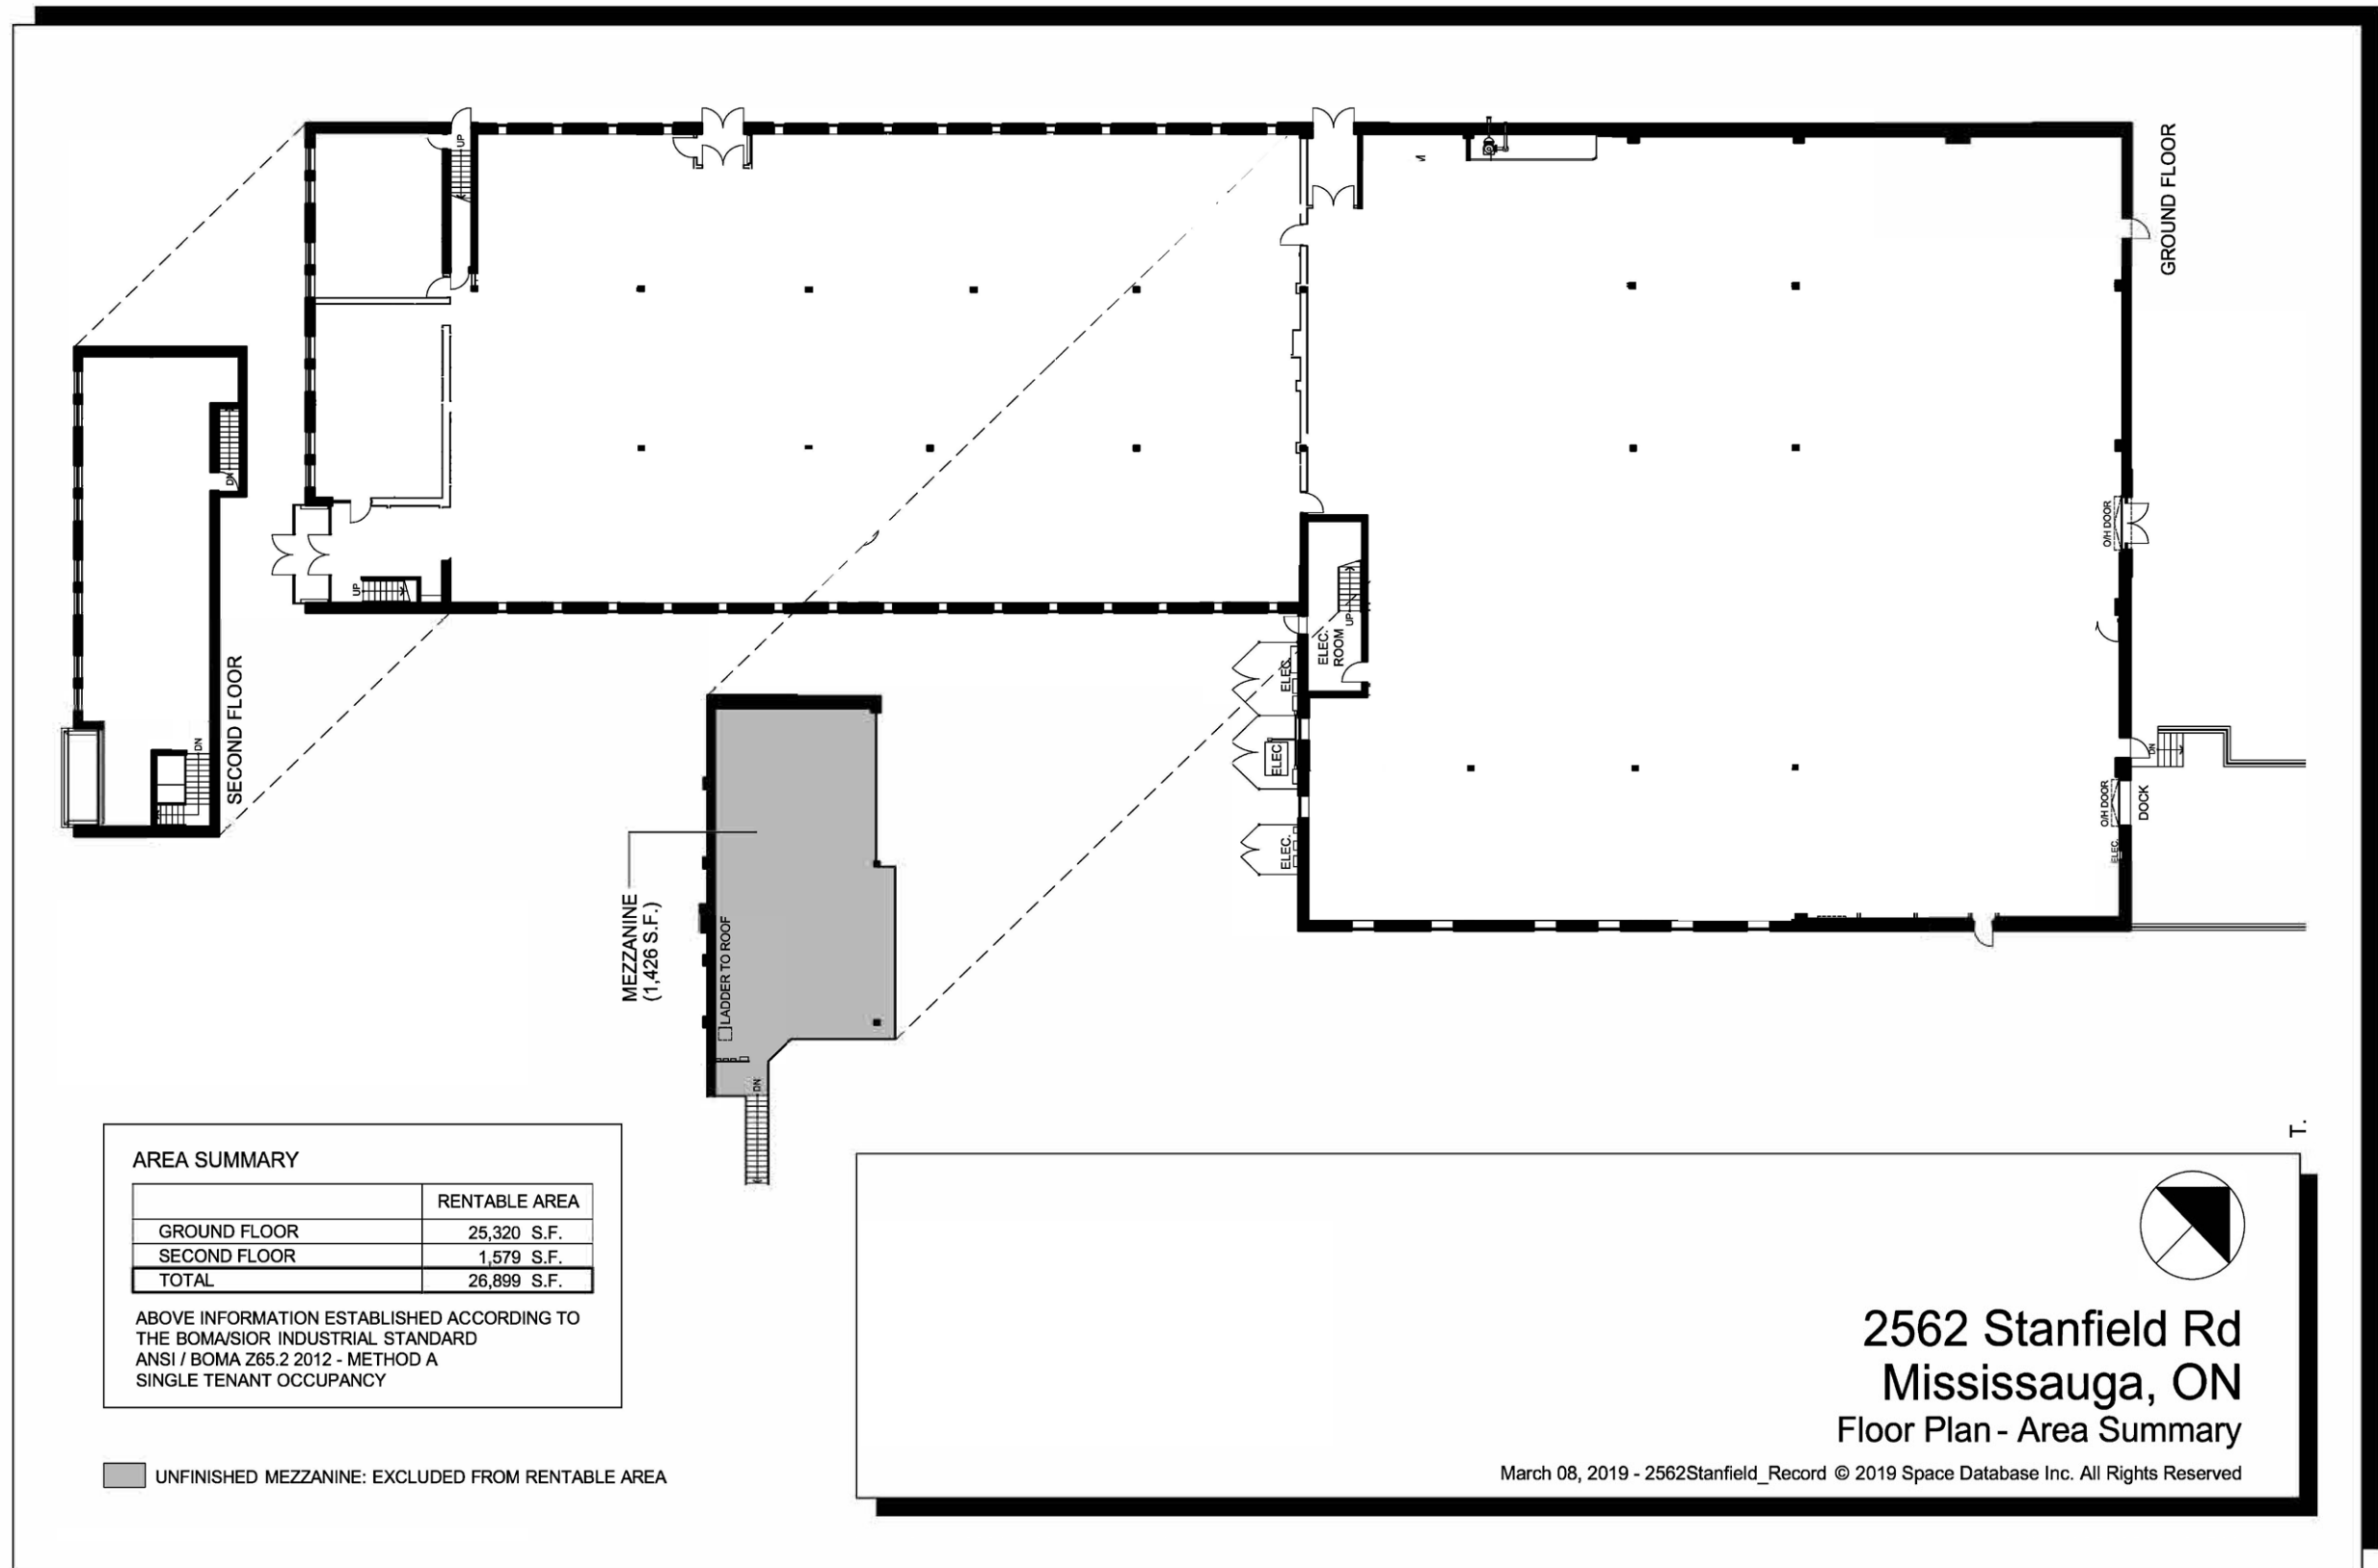 UP
GROUND FLOOR
O/H DOOR
UP
UP
ELEC.
ROOM
ELEC.
ELEC.
ELEC.
DN
SECOND FLOOR
DN
DN
O/H DOOR
DOCK
ELEC.
MEZZANINE
(1,426 S.F.)
LADDER TO ROOF
DN
T.
AREA SUMMARY
RENTABLE AREA
GROUND FLOOR 25,320 S.F.
SECOND FLOOR 1,579 S.F.
TOTAL 26,899 S.F.
ABOVE INFORMATION ESTABLISHED ACCORDING TO
THE BOMA/SIOR INDUSTRIAL STANDARD
ANSI / BOMA Z65.2 2012 - METHOD A
SINGLE TENANT OCCUPANCY
UNFINISHED MEZZANINE: EXCLUDED FROM RENTABLE AREA
2562 Stanfield Rd
Mississauga, ON
Floor Plan - Area Summary
March 08, 2019 - 2562Stanfield_Record © 2019 Space Database Inc. All Rights Reserved